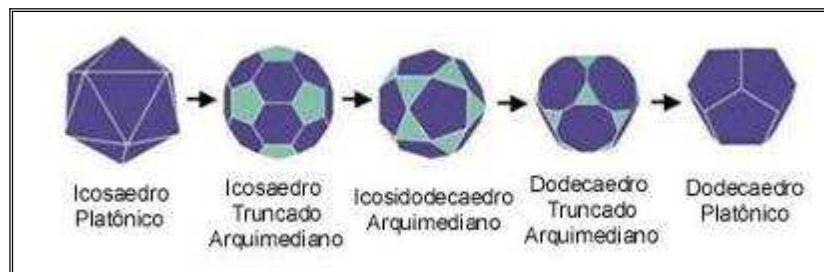 Icosaedro
Platônico
Icosaedro
Truncado
Arquimediano
Icosidodecaedro
Arquimediano
Dodecaedro
Truncado
Arquimediano
Dodecaedro
Platônico